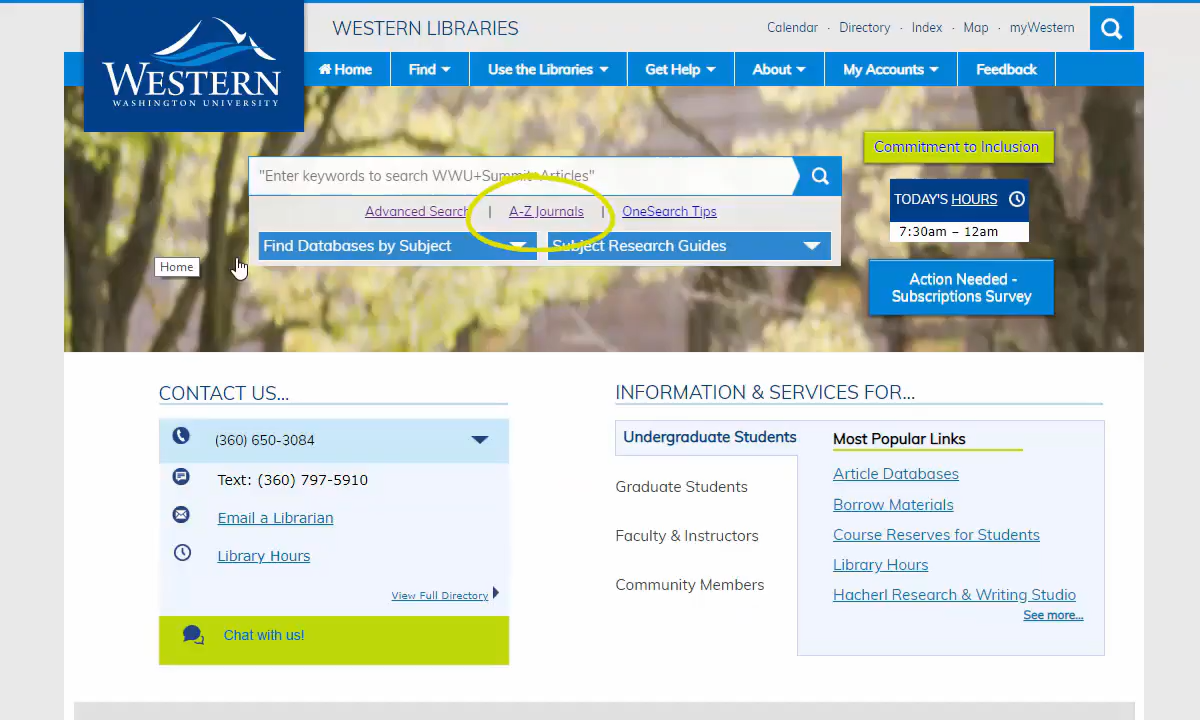 WESTERN
WASHINGTON UNIVERSITY
WESTERN LIBRARIES
Calendar · Directory · Index · Map · myWestern
Home Find Use the Libraries Get Help About My Accounts Feedback
"Enter keywords to search WWU+Summit+Articles"
Advanced Search | A-Z Journals | OneSearch Tips
Find Databases by Subject Subject Research Guides
Home
Commitment to Inclusion
TODAY'S HOURS
7:30am – 12am
Action Needed -
Subscriptions Survey
CONTACT US...
(360) 650-3084
Text: (360) 797-5910
Email a Librarian
Library Hours
View Full Directory
Chat with us!
INFORMATION & SERVICES FOR...
Undergraduate Students
Graduate Students
Faculty & Instructors
Community Members
Most Popular Links
Article Databases
Borrow Materials
Course Reserves for Students
Library Hours
Hacherl Research & Writing Studio
See more...